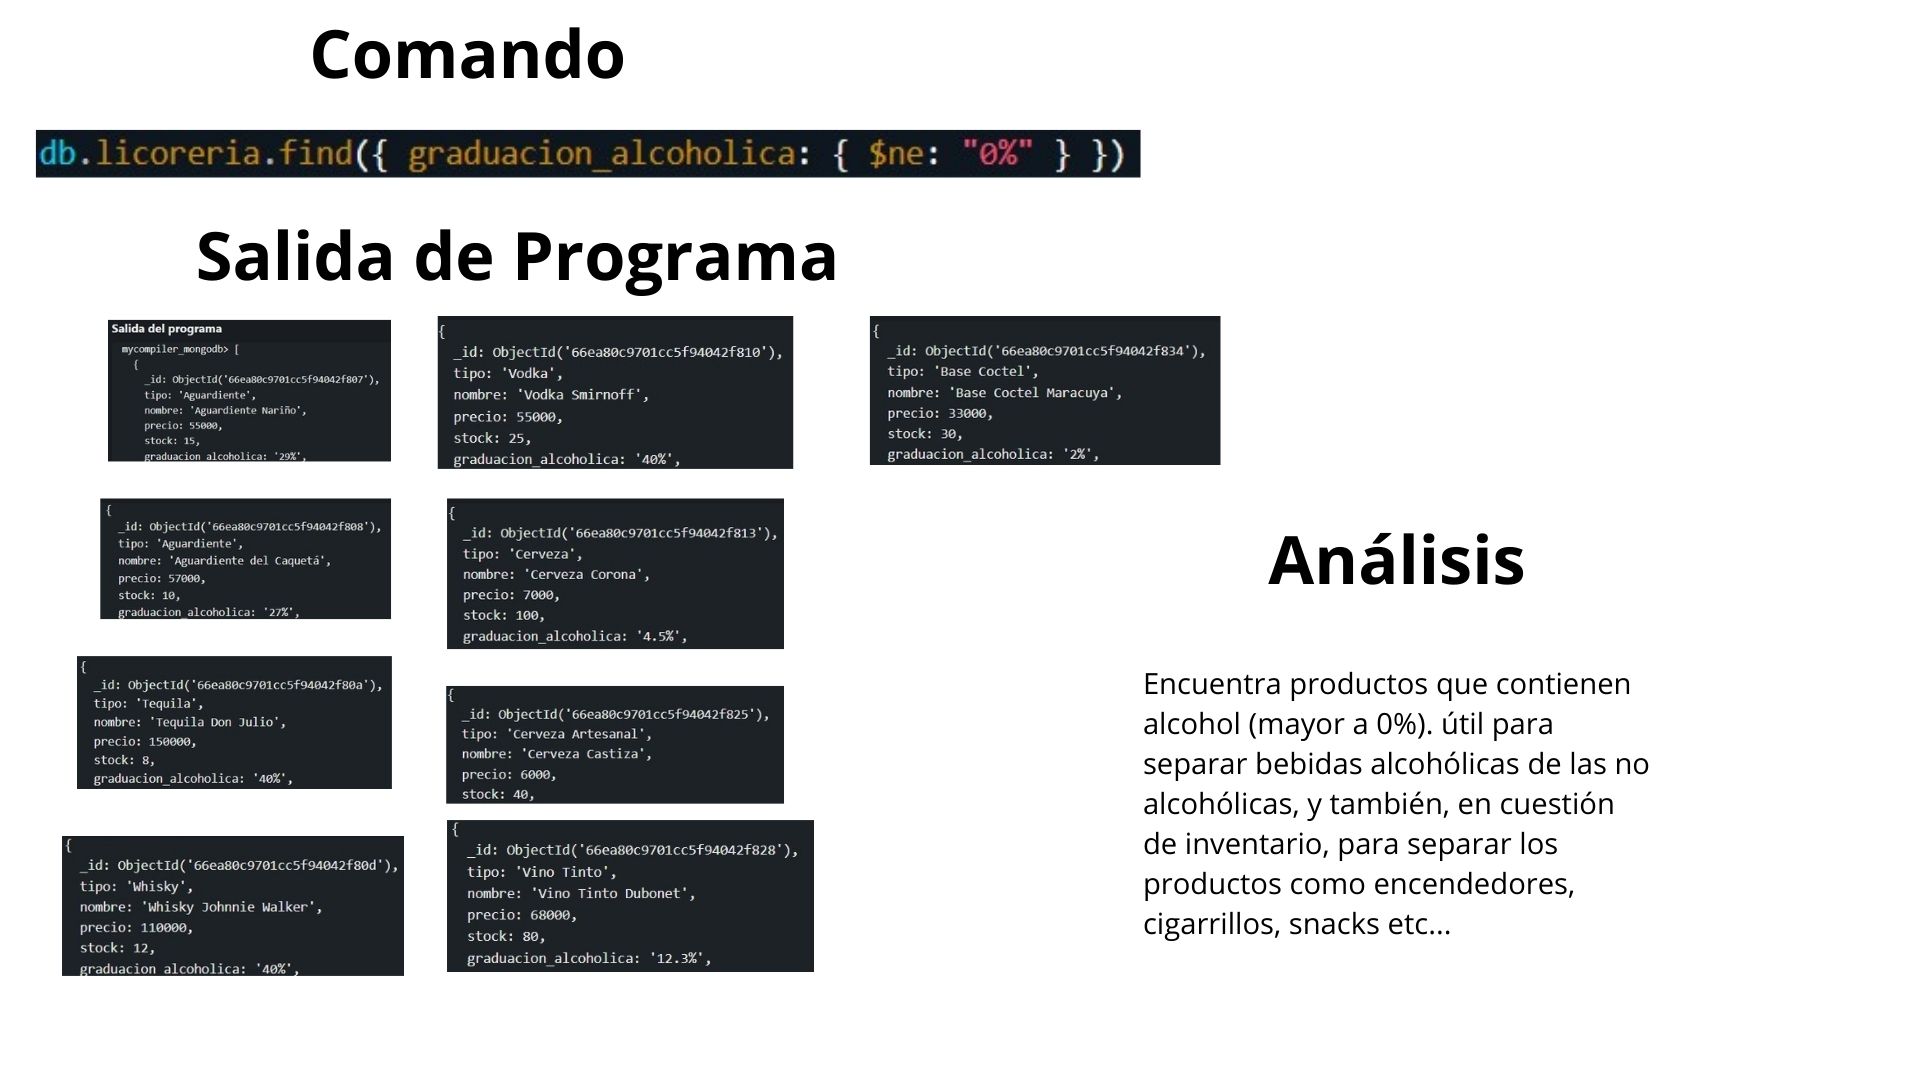 Comando
db.licoreria.find({ graduacion_alcoholica: { $ne: "0%" } })
Salida de Programa
Salida del programa
mycompiler_mongodb> [
{
_id: ObjectId('66ea80c9701cc5f94042f807'),
tipo: 'Aguardiente',
nombre: 'Aguardiente Nariño',
precio: 55000,
stock: 15,
graduacion_alcoholica: '29%',
{
_id: ObjectId('66ea80c9701cc5f94042f808'),
tipo: 'Aguardiente',
nombre: 'Aguardiente del Caquetá',
precio: 57000,
stock: 10,
graduacion_alcoholica: '27%',
{
_id: ObjectId('66ea80c9701cc5f94042f80a'),
tipo: 'Tequila',
nombre: 'Tequila Don Julio',
precio: 150000,
stock: 8,
graduacion_alcoholica: '40%',
{
_id: ObjectId('66ea80c9701cc5f94042f80d'),
tipo: 'Whisky',
nombre: 'Whisky Johnnie Walker',
precio: 110000,
stock: 12,
graduacion alcoholica: '40%',
{
_id: ObjectId('66ea80c9701cc5f94042f810'),
tipo: 'Vodka',
nombre: 'Vodka Smirnoff',
precio: 55000,
stock: 25,
graduacion_alcoholica: '40%',
{
_id: ObjectId('66ea80c9701cc5f94042f813'),
tipo: 'Cerveza',
nombre: 'Cerveza Corona',
precio: 7000,
stock: 100,
graduacion_alcoholica: '4.5%',
{
_id: ObjectId('66ea80c9701cc5f94042f825'),
tipo: 'Cerveza Artesanal',
nombre: 'Cerveza Castiza',
precio: 6000,
stock: 40,
{
_id: ObjectId('66ea80c9701cc5f94042f828'),
tipo: 'Vino Tinto',
nombre: 'Vino Tinto Dubonet',
precio: 68000,
stock: 80,
graduacion_alcoholica: '12.3%',
{
_id: ObjectId('66ea80c9701cc5f94042f834'),
tipo: 'Base Coctel',
nombre: 'Base Coctel Maracuya',
precio: 33000,
stock: 30,
graduacion_alcoholica: '2%',
Análisis
Encuentra productos que contienen
alcohol (mayor a 0%). útil para
separar bebidas alcohólicas de las no
alcohólicas, y también, en cuestión
de inventario, para separar los
productos como encendedores,
cigarrillos, snacks etc...